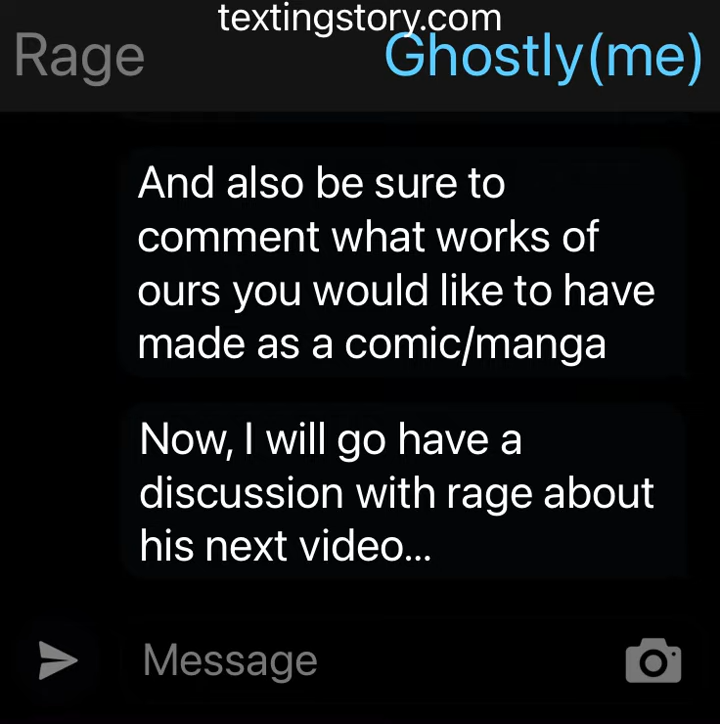 textingstory.com
Rage Ghostly(me)
And also be sure to
comment what works of
ours you would like to have
made as a comic/manga
Now, I will go have a
discussion with rage about
his next video...
Message